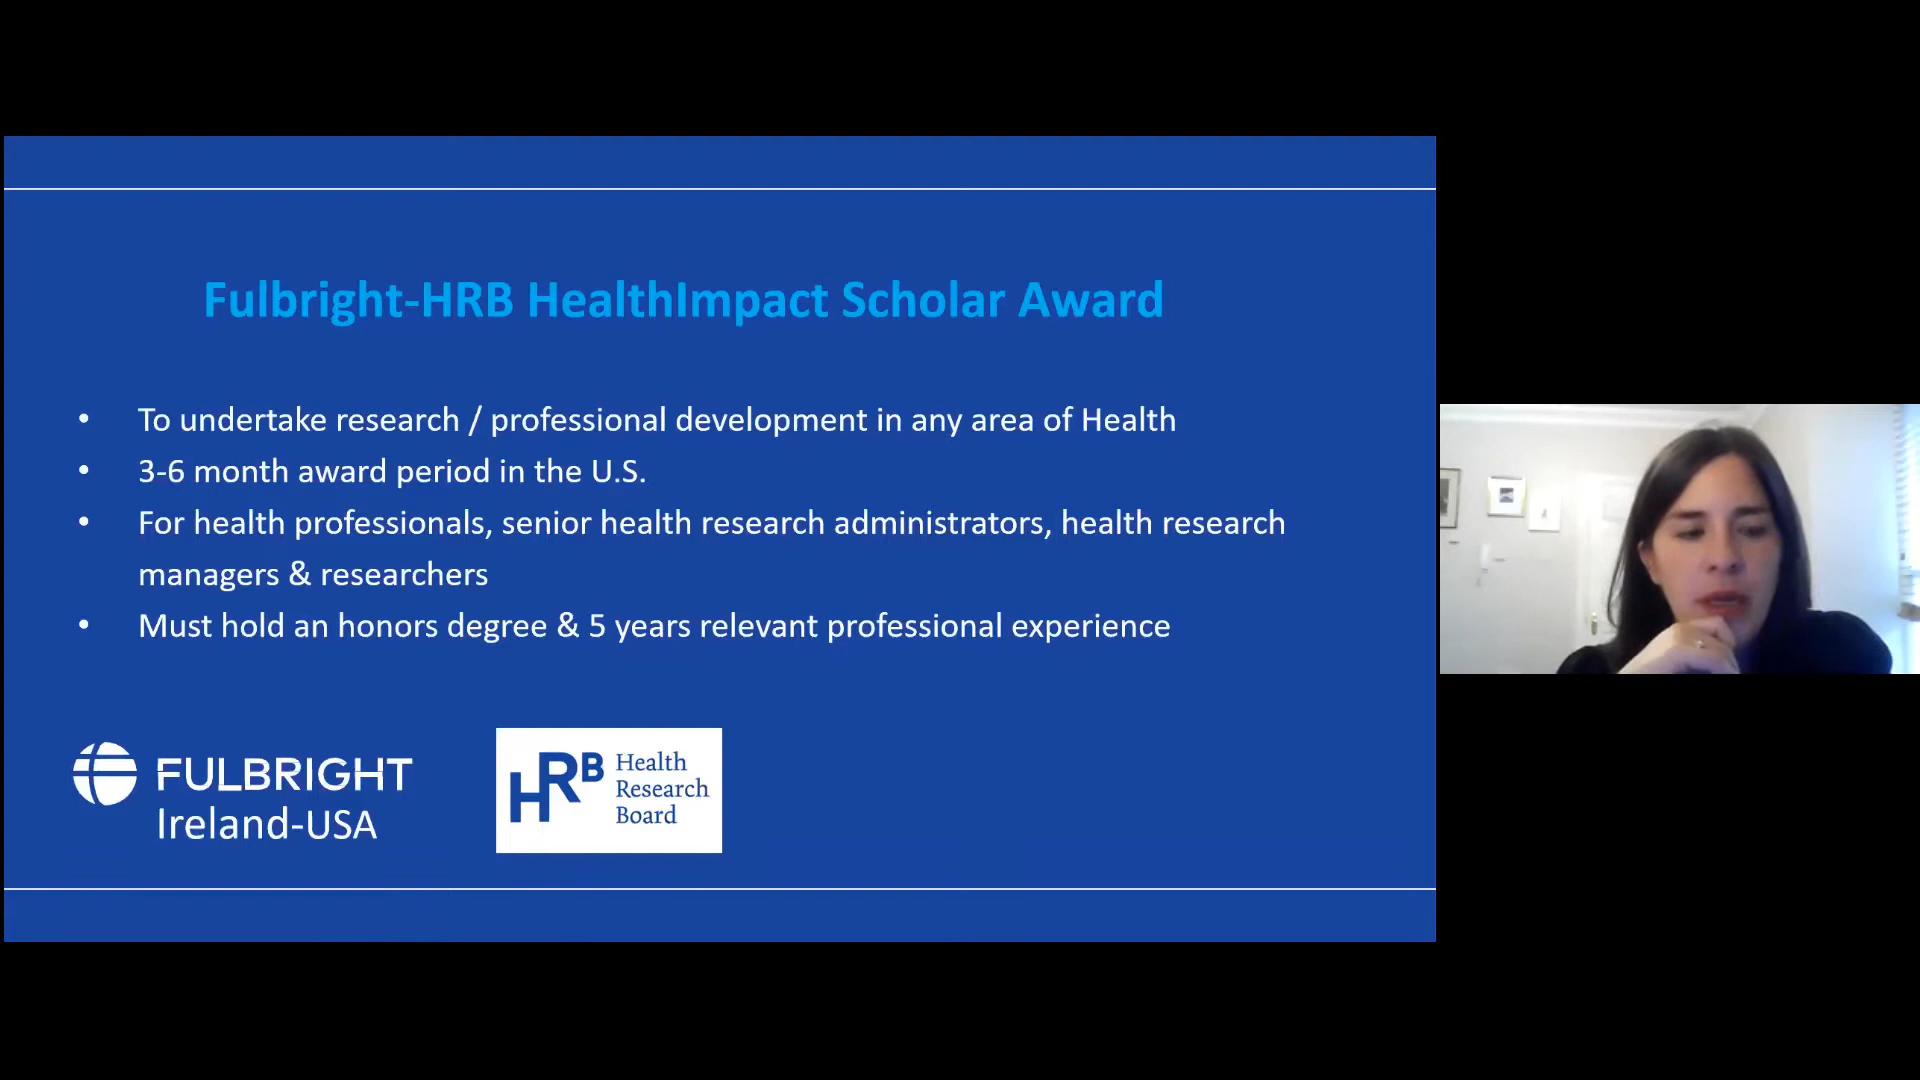 Fulbright-HRB HealthImpact Scholar Award
• To undertake research / professional development in any area of Health
• 3-6 month award period in the U.S.
• For health professionals, senior health research administrators, health research
managers & researchers
• Must hold an honors degree & 5 years relevant professional experience
FULBRIGHT
Ireland-USA
HRB
Health
Research
Board